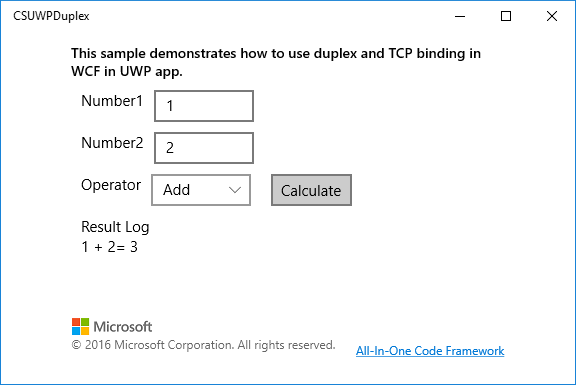 CSUWPDuplex
This sample demonstrates how to use duplex and TCP binding in
WCF in UWP app.
Number1 1
Number2 2
Operator Add Calculate
Result Log
1 + 2= 3
Microsoft
© 2016 Microsoft Corporation. All rights reserved. All-In-One Code Framework